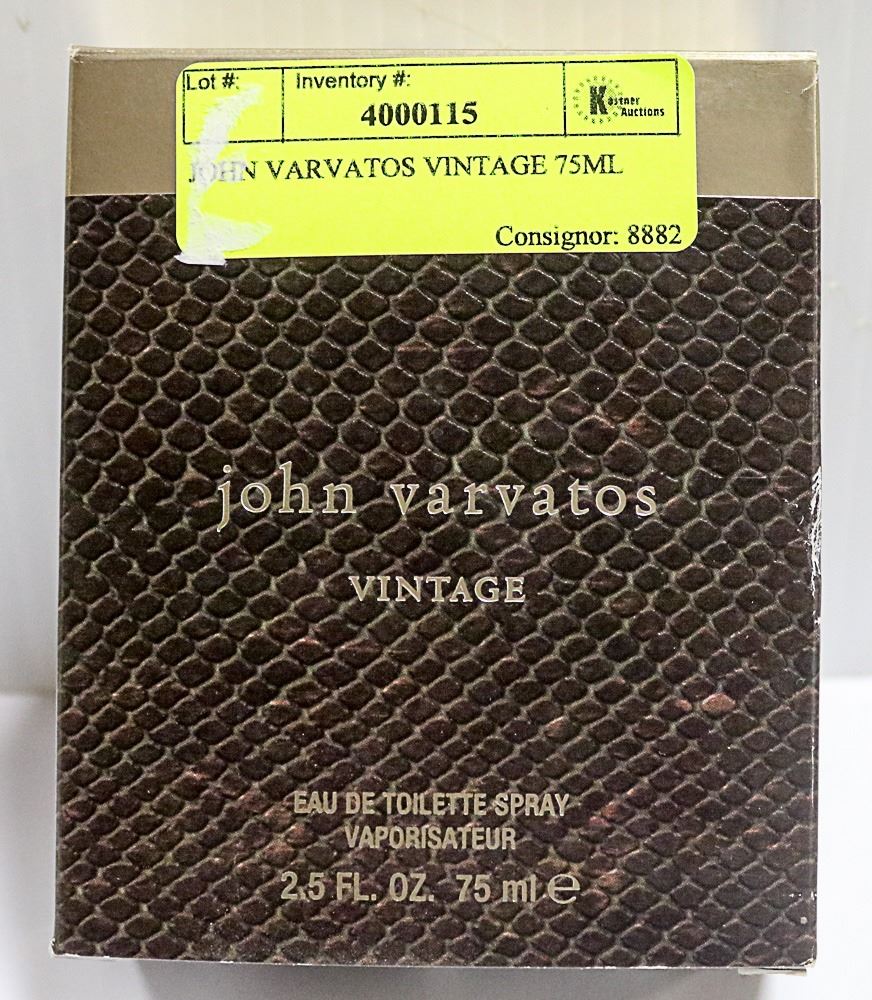 Lot #: Inventory #:
4000115
Kastner
Auctions
JOHN VARVATOS VINTAGE 75ML
Consignor: 8882
john varvatos
VINTAGE
EAU DE TOILETTE SPRAY
VAPORISATEUR
2.5 FL. OZ. 75 ml e